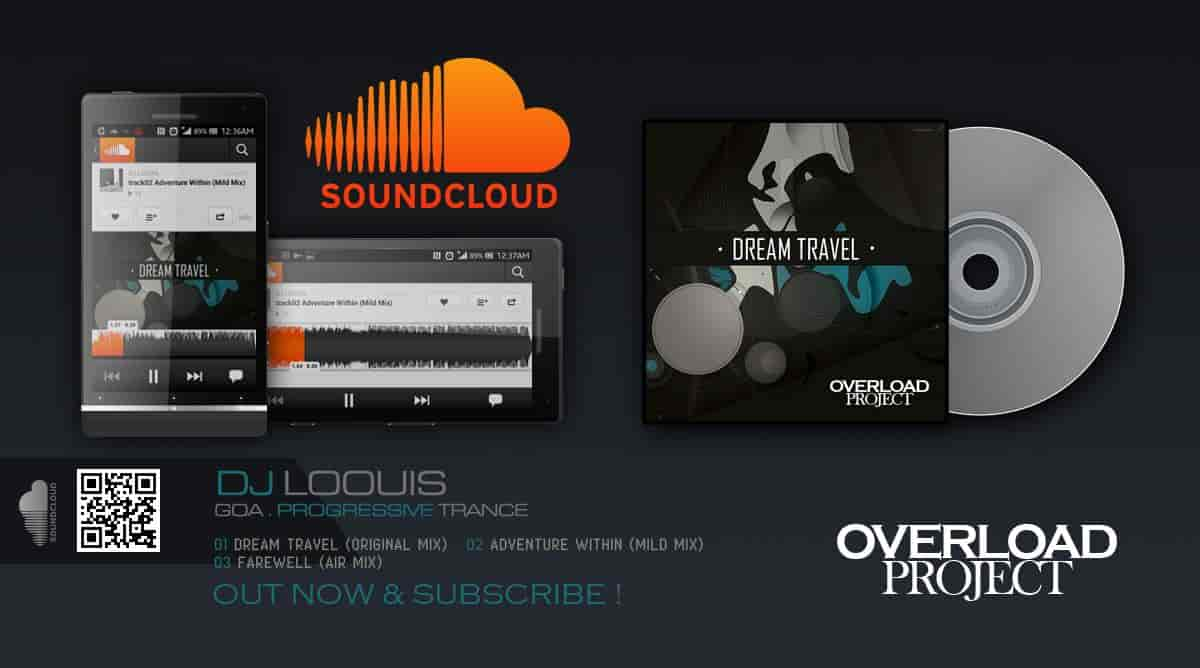 89% 12:36AM
track02 Adventure Within (Mild Mix)
· DREAM TRAVEL ·
SOUNDCLOUD
89% 12:37AM
track02 Adventure Within (Mild Mix)
· DREAM TRAVEL ·
OVERLOAD
PROJECT
SOUNDCLOUD
DJ LOOUIS
GOA . PROGRESSIVE TRANCE
01 DREAM TRAVEL (ORIGINAL MIX) 02 ADVENTURE WITHIN (MILD MIX)
03 FAREWELL (AIR MIX)
OUT NOW & SUBSCRIBE !
OVERLOAD
PROJECT